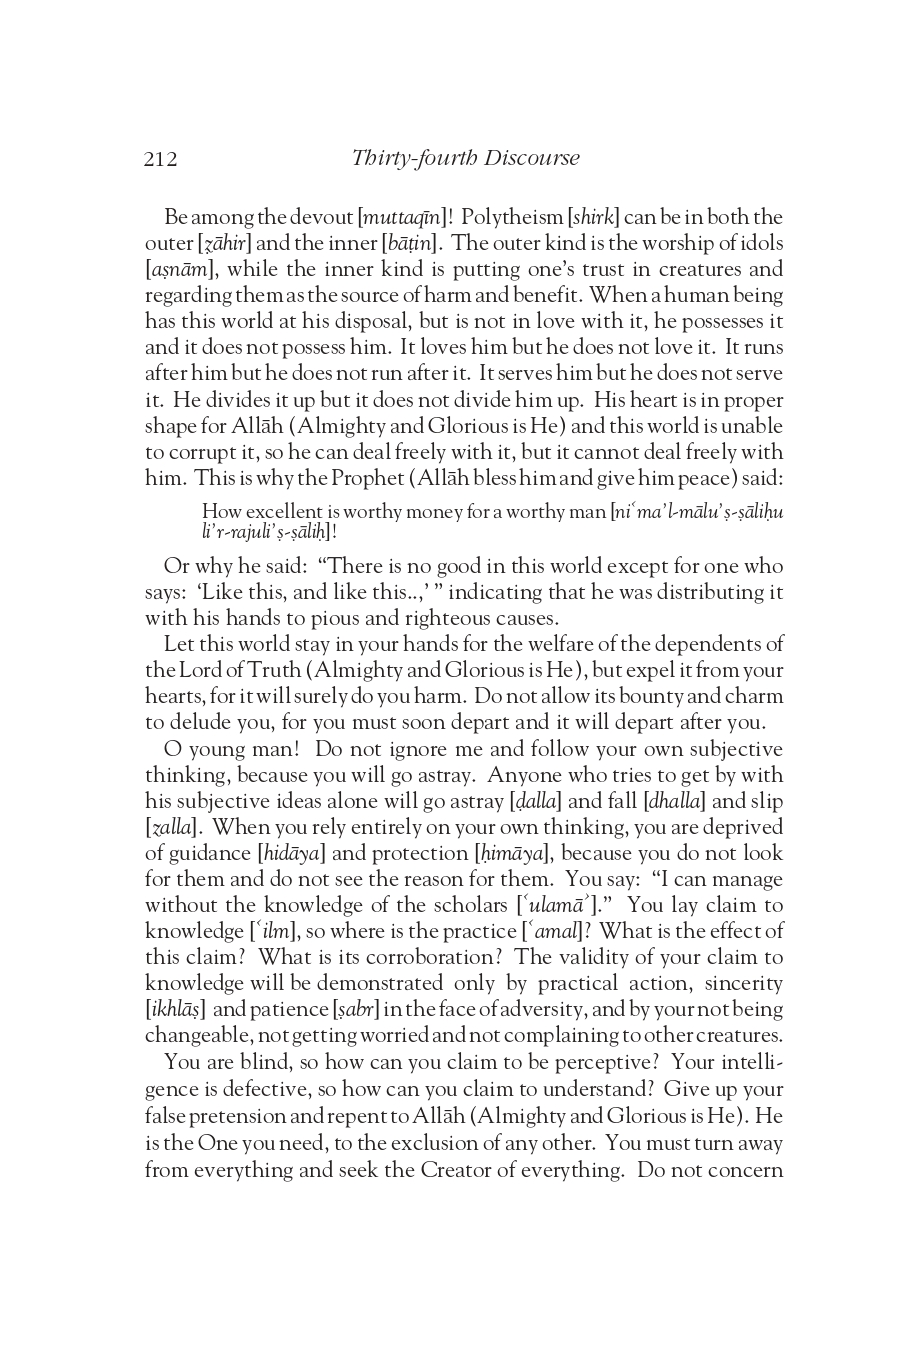 212
Thirty-fourth Discourse
Be among the devout [muttaqīn]! Polytheism [shirk] can be in both the
outer [ẓāhir] and the inner [bāṭin]. The outer kind is the worship of idols
[aṣnām], while the inner kind is putting one’s trust in creatures and
regarding them as the source of harm and benefit. When a human being
has this world at his disposal, but is not in love with it, he possesses it
and it does not possess him. It loves him but he does not love it. It runs
after him but he does not run after it. It serves him but he does not serve
it. He divides it up but it does not divide him up. His heart is in proper
shape for Allāh (Almighty and Glorious is He) and this world is unable
to corrupt it, so he can deal freely with it, but it cannot deal freely with
him. This is why the Prophet (Allāh bless him and give him peace) said:
How excellent is worthy money for a worthy man [niʿma’l-mālu’ṣ-ṣāliḥu
li’r-rajuli’ṣ-ṣāliḥ]!
Or why he said: “There is no good in this world except for one who
says: ‘Like this, and like this..,’ ” indicating that he was distributing it
with his hands to pious and righteous causes.
Let this world stay in your hands for the welfare of the dependents of
the Lord of Truth (Almighty and Glorious is He), but expel it from your
hearts, for it will surely do you harm. Do not allow its bounty and charm
to delude you, for you must soon depart and it will depart after you.
O young man! Do not ignore me and follow your own subjective
thinking, because you will go astray. Anyone who tries to get by with
his subjective ideas alone will go astray [ḍalla] and fall [dhalla] and slip
[zalla]. When you rely entirely on your own thinking, you are deprived
of guidance [hidāya] and protection [ḥimāya], because you do not look
for them and do not see the reason for them. You say: “I can manage
without the knowledge of the scholars [ʿulamāʾ].” You lay claim to
knowledge [ʿilm], so where is the practice [ʿamal]? What is the effect of
this claim? What is its corroboration? The validity of your claim to
knowledge will be demonstrated only by practical action, sincerity
[ikhlāṣ] and patience [ṣabr] in the face of adversity, and by your not being
changeable, not getting worried and not complaining to other creatures.
You are blind, so how can you claim to be perceptive? Your intelli-
gence is defective, so how can you claim to understand? Give up your
false pretension and repent to Allāh (Almighty and Glorious is He). He
is the One you need, to the exclusion of any other. You must turn away
from everything and seek the Creator of everything. Do not concern